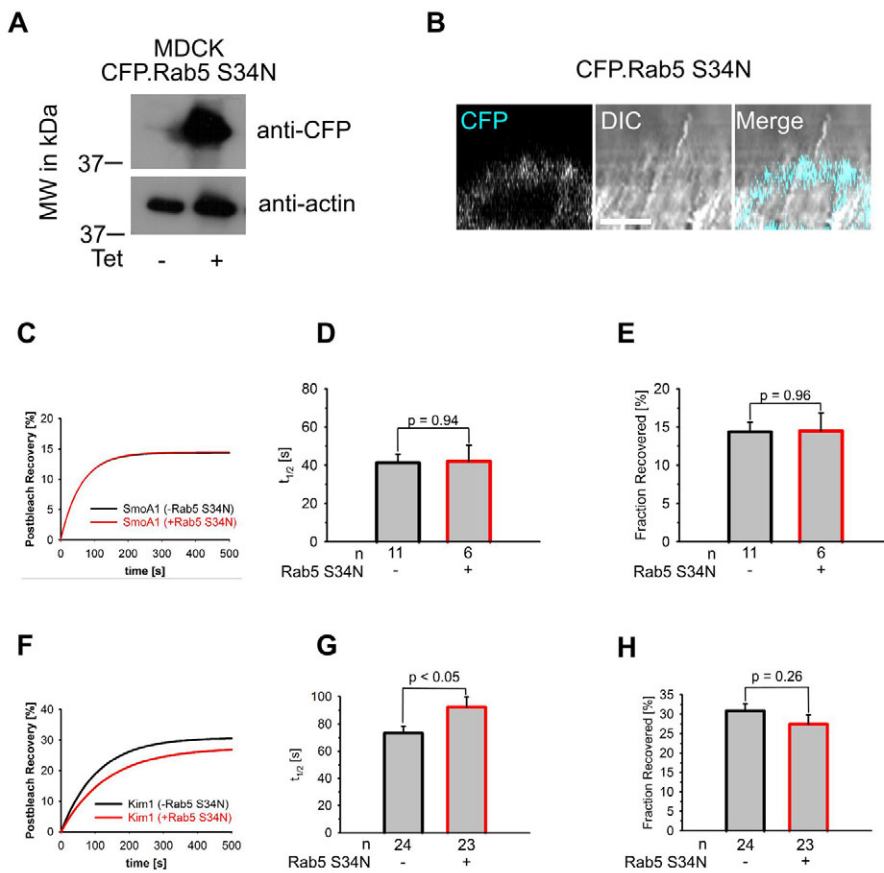 A
MDCK
CFP.Rab5 S34N
MW in kDa
anti-CFP
37
anti-actin
37
Tet - +
B
CFP.Rab5 S34N
CFP DIC Merge
C
Postbleach Recovery [%]
20
15
10
5
0
SmoA1 (-Rab5 S34N)
SmoA1 (+Rab5 S34N)
0 100 200 300 400 500
time [s]
D
t1/2 [s]
80
60
40
20
0
p = 0.94
n 11 6
Rab5 S34N - +
E
Fraction Recovered [%]
20
15
10
5
0
p = 0.96
n 11 6
Rab5 S34N - +
F
Postbleach Recovery [%]
40
30
20
10
0
Kim1 (-Rab5 S34N)
Kim1 (+Rab5 S34N)
0 100 200 300 400 500
time [s]
G
t1/2 [s]
100
80
60
40
20
0
p < 0.05
n 24 23
Rab5 S34N - +
H
Fraction Recovered [%]
35
30
25
20
15
10
5
0
p = 0.26
n 24 23
Rab5 S34N - +